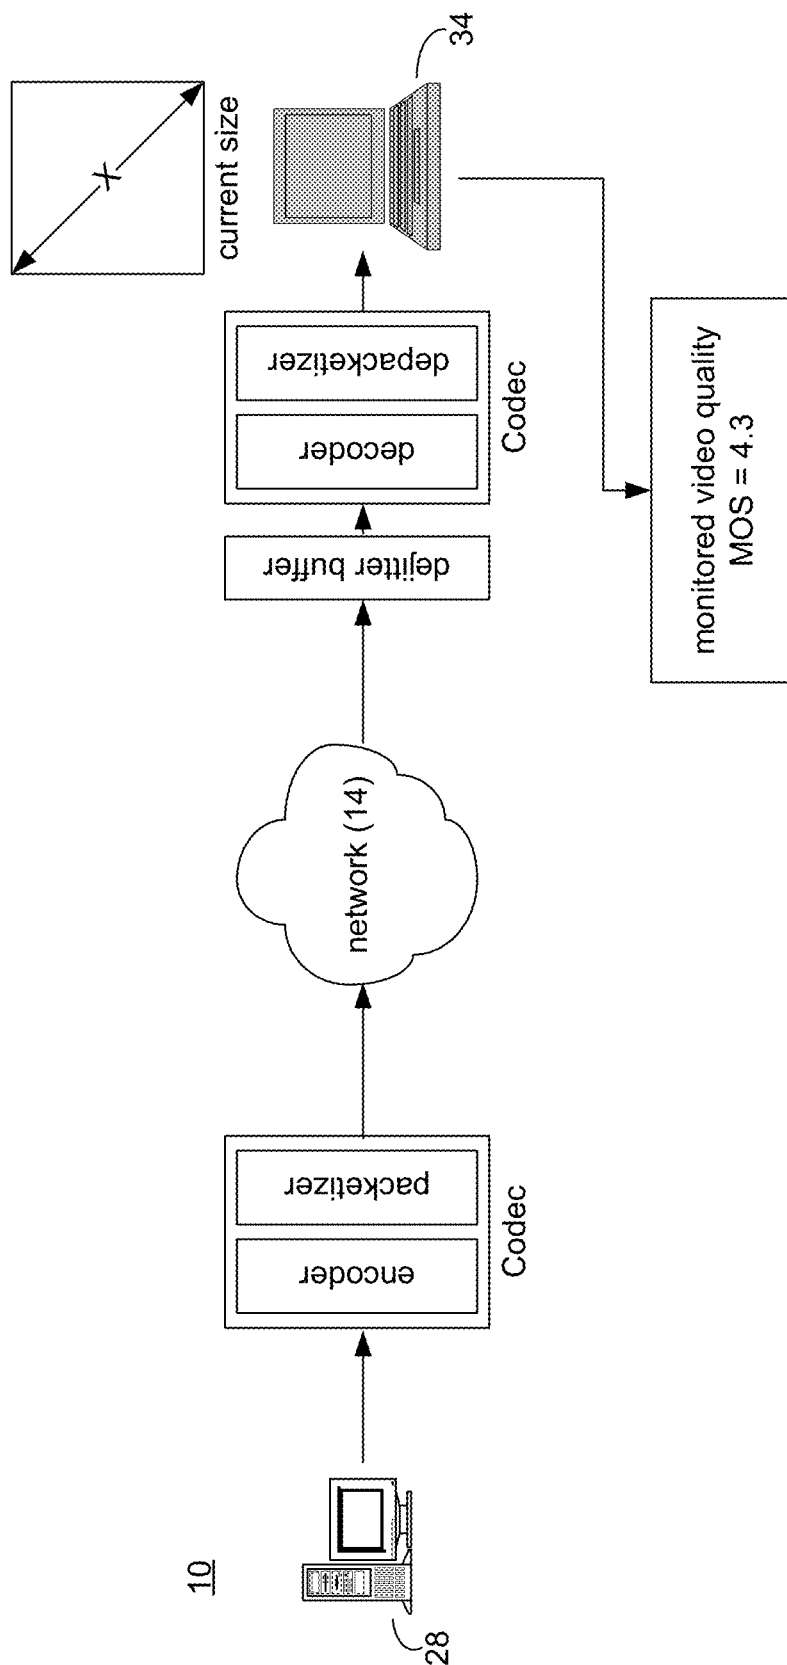 10
28
encoder
packetizer
Codec
network (14)
dejitter buffer
decoder
depacketizer
Codec
X
current size
34
monitored video quality
MOS = 4.3